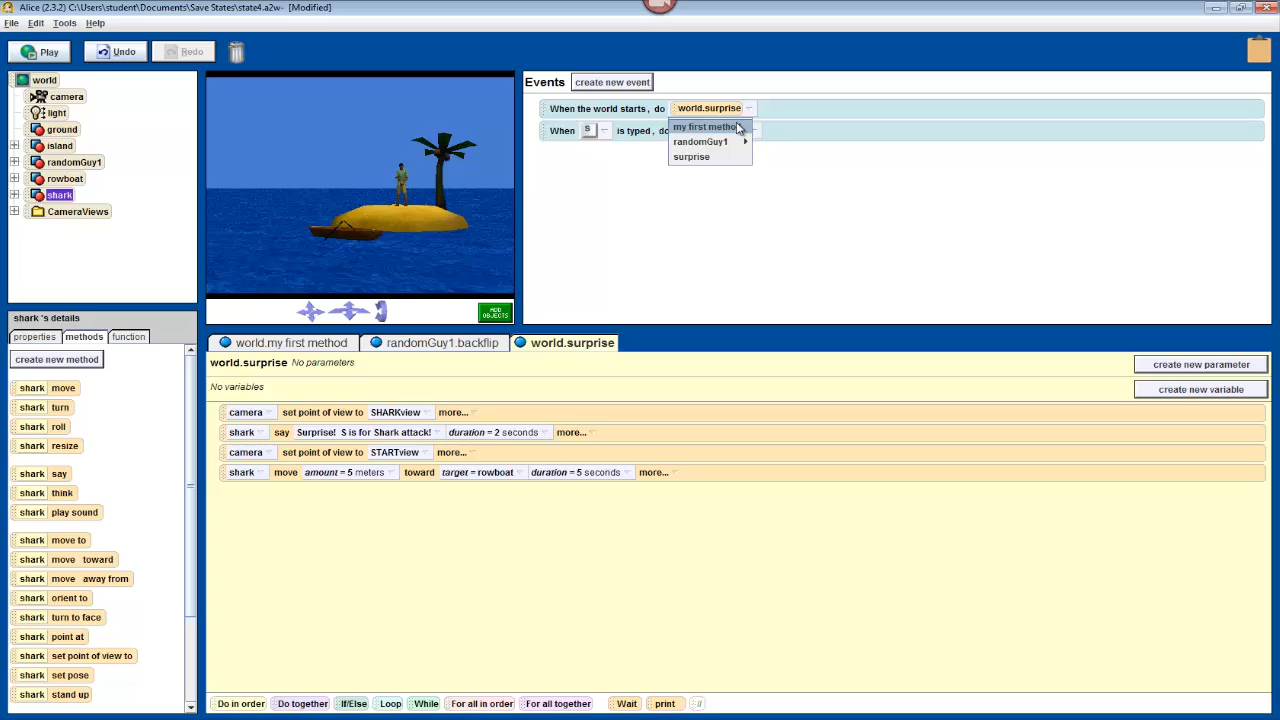 Alice (2.3.2) C:\Users\student\Documents\Save States\state4.a2w- [Modified]
File Edit Tools Help
Play Undo Redo
world
camera
light
ground
island
randomGuy1
rowboat
shark
CameraViews
ADD OBJECTS
Events create new event
When the world starts, do world.surprise
When S is typed, do
my first method
randomGuy1
surprise
shark 's details
properties methods function
create new method
shark move
shark turn
shark roll
shark resize
shark say
shark think
shark play sound
shark move to
shark move toward
shark move away from
shark orient to
shark turn to face
shark point at
shark set point of view to
shark set pose
shark stand up
world.my first method randomGuy1.backflip world.surprise
world.surprise No parameters create new parameter
No variables create new variable
camera set point of view to SHARKview more...
shark say Surprise! S is for Shark attack! duration = 2 seconds more...
camera set point of view to STARTview more...
shark move amount = 5 meters toward target = rowboat duration = 5 seconds more...
Do in order Do together If/Else Loop While For all in order For all together Wait print //